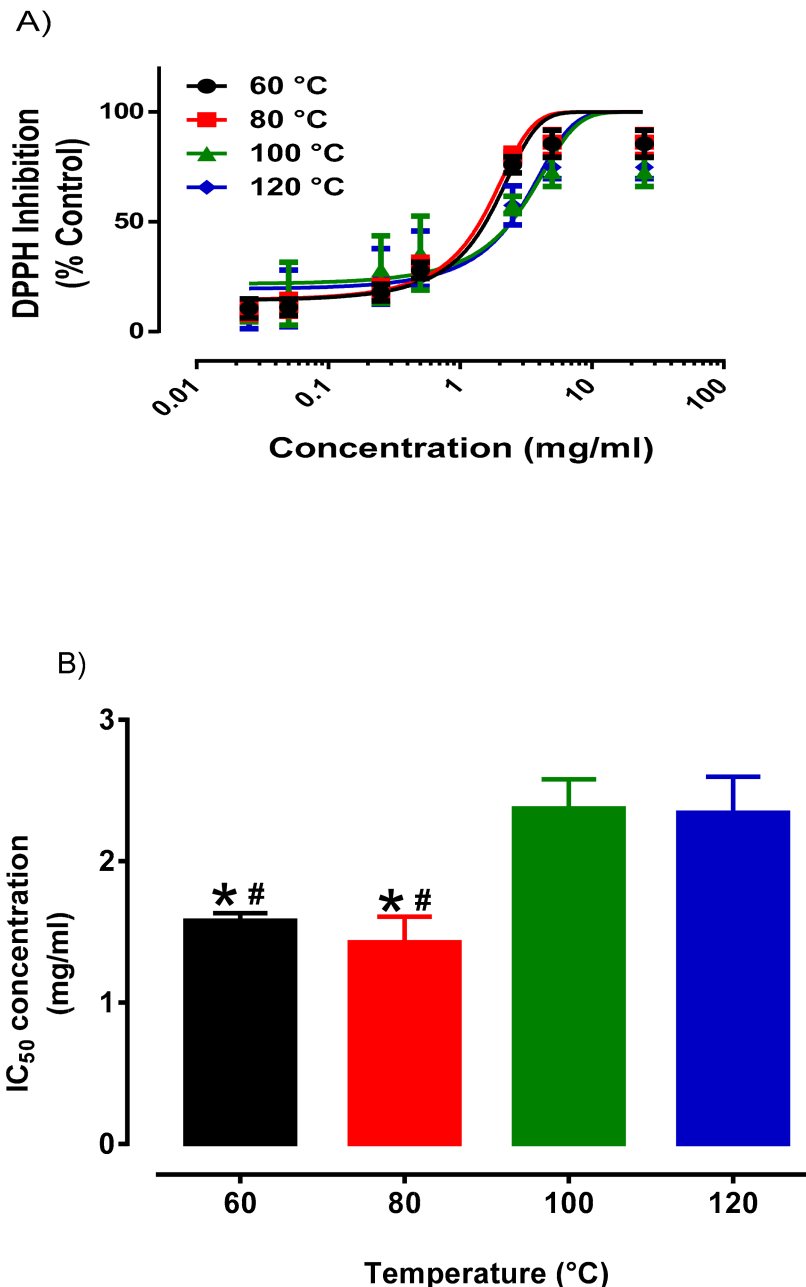 A)
60 °C
80 °C
100 °C
120 °C
DPPH Inhibition
(% Control)
100
50
0
0.01
0.1
1
10
100
Concentration (mg/ml)
B)
IC₅₀ concentration
(mg/ml)
3
2
1
0
* #
* #
60
80
100
120
Temperature (°C)